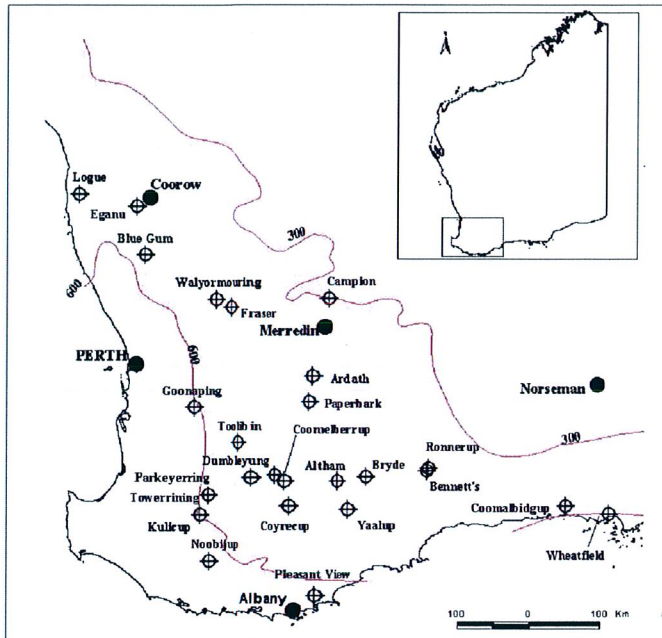 Logue
Coorow
Eganu
Blue Gum
300
600
Walyormouring
Campion
Fraser
Merredin
PERTH
600
Ardath
Norseman
Goonaping
Paperbark
Toolibin
Coomelberrup
300
Ronnerup
Dumbleyung
Altham
Bryde
Parkeyerring
Bennett's
Towerrining
Coomalbidgup
Kulicup
Coyrecup
Yaalup
Noobijup
Wheatfield
Pleasant View
Albany
100 0 100 Km